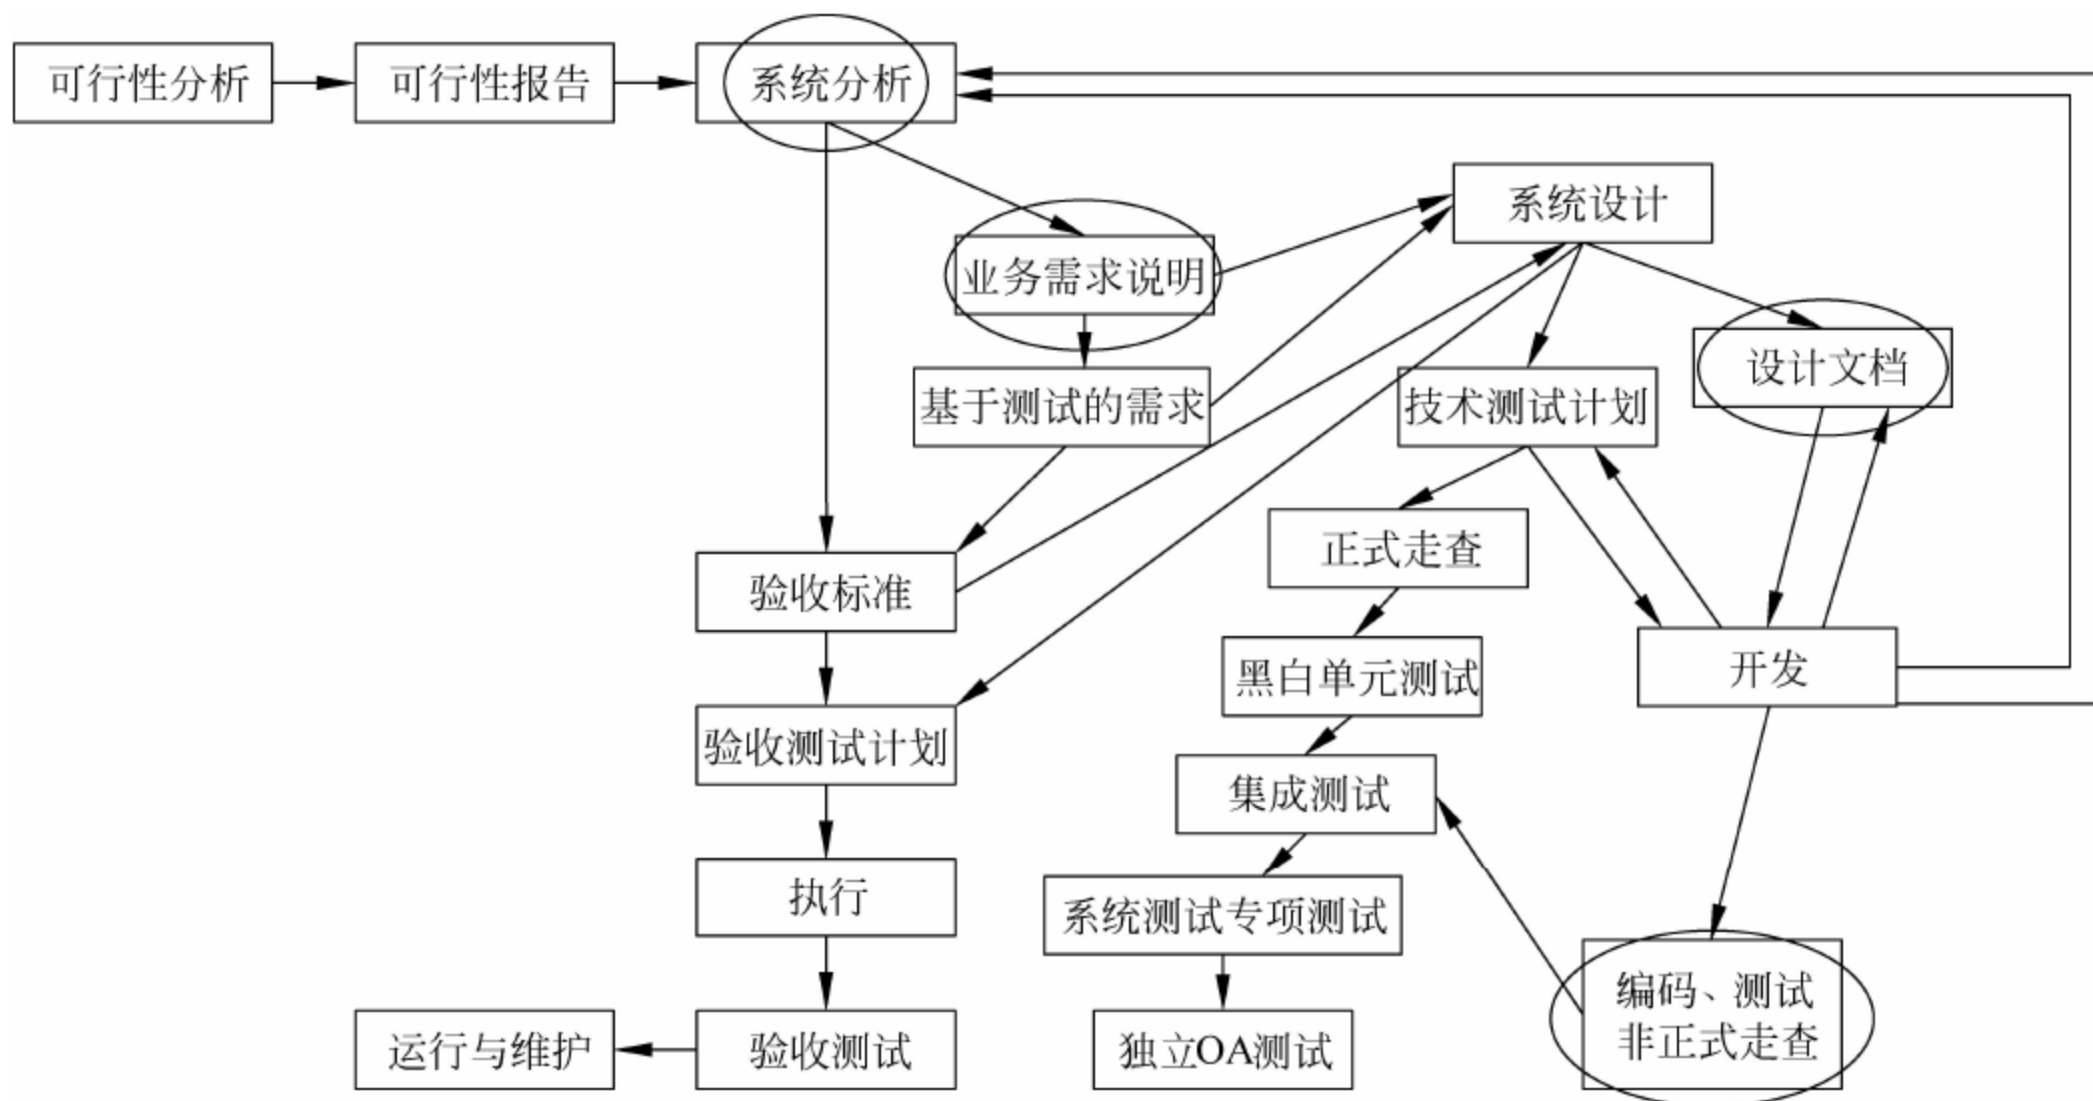 可行性分析
可行性报告
系统分析
系统设计
业务需求说明
设计文档
基于测试的需求
技术测试计划
正式走查
验收标准
黑白单元测试
开发
验收测试计划
集成测试
执行
系统测试专项测试
编码、测试
非正式走查
运行与维护
验收测试
独立OA测试